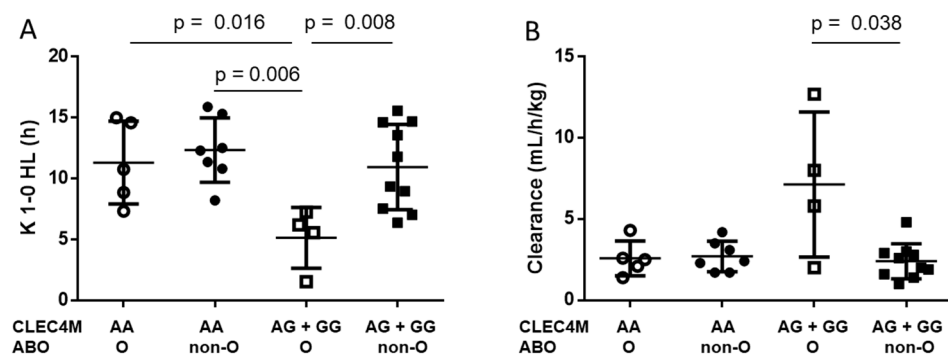 A
p = 0.016
p = 0.008
p = 0.006
20
15
10
5
0
K 1-0 HL (h)
CLEC4M AA AA AG + GG AG + GG
ABO O non-O O non-O
B
p = 0.038
15
10
5
0
Clearance (mL/h/kg)
CLEC4M AA AA AG + GG AG + GG
ABO O non-O O non-O